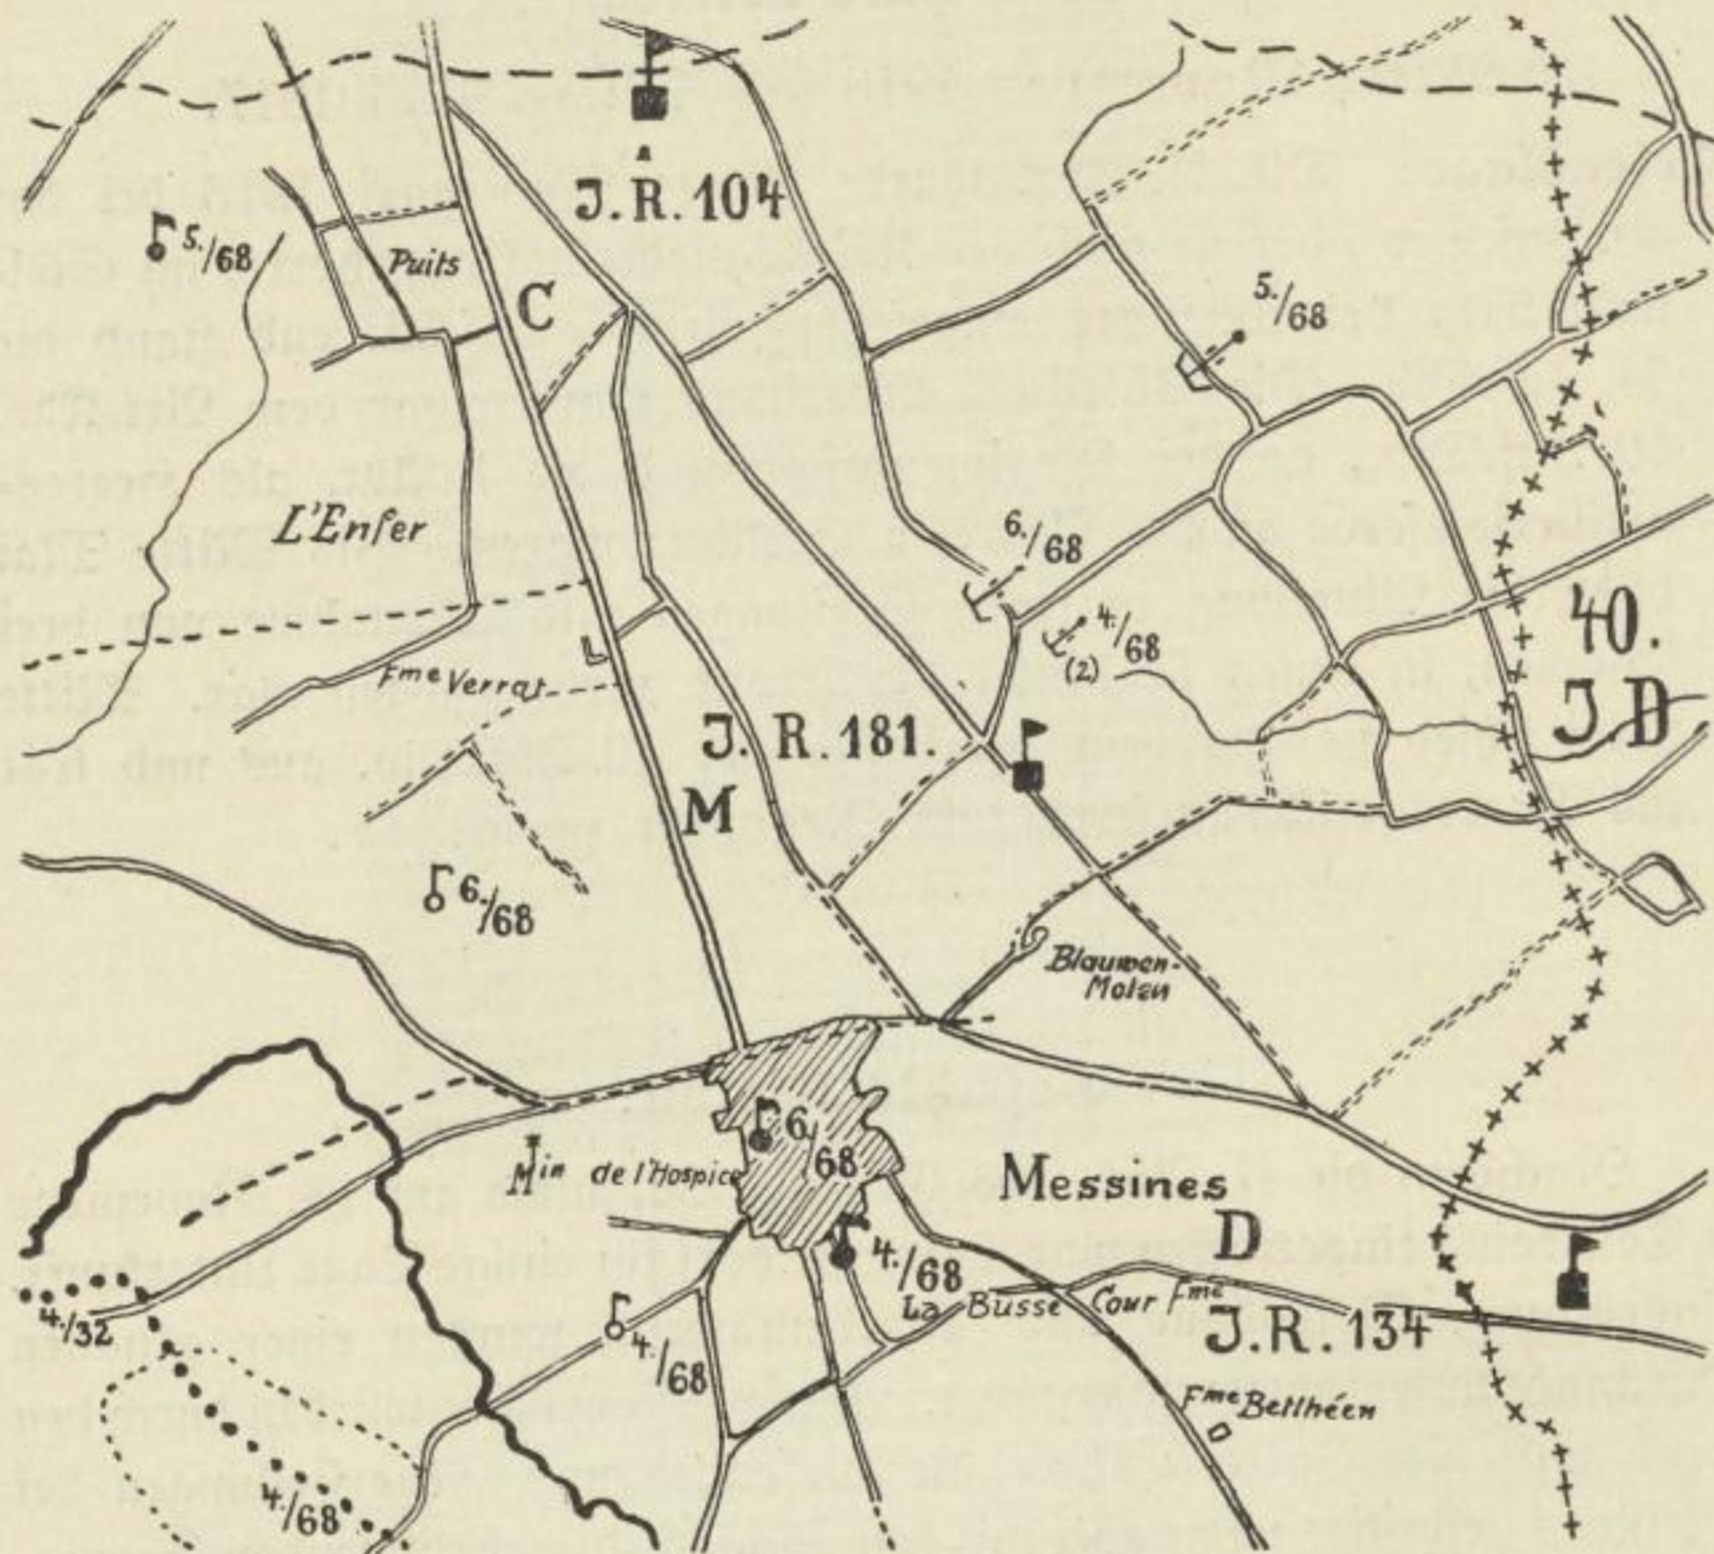 J.R. 104
5./68
Puits
C
5./68
L'Enfer
6./68
4./68
(2)
40.
J.D
Fme Verrat
J.R. 181.
M
6./68
Blauwen-
Molen
Min de l'Hospice
6./68
Messines
D
4./68
La Busse Cour Fme
J.R. 134
4./32
4./68
Fme Bethléen
4./68